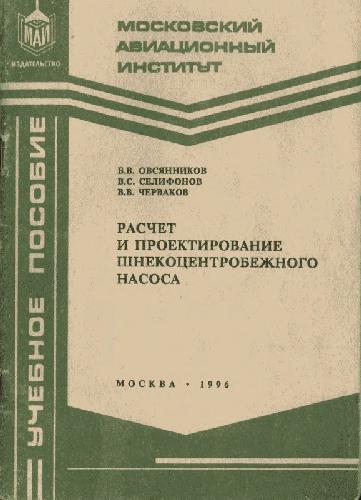 МАИ
ИЗДАТЕЛЬСТВО
МОСКОВСКИЙ
АВИАЦИОННЫЙ
ИНСТИТУТ
УЧЕБНОЕ ПОСОБИЕ
В.В. ОВСЯННИКОВ
В.С. СЕЛИФОНОВ
В.В. ЧЕРВАКОВ
РАСЧЕТ
И ПРОЕКТИРОВАНИЕ
ШНЕКОЦЕНТРОБЕЖНОГО
НАСОСА
МОСКВА • 1996